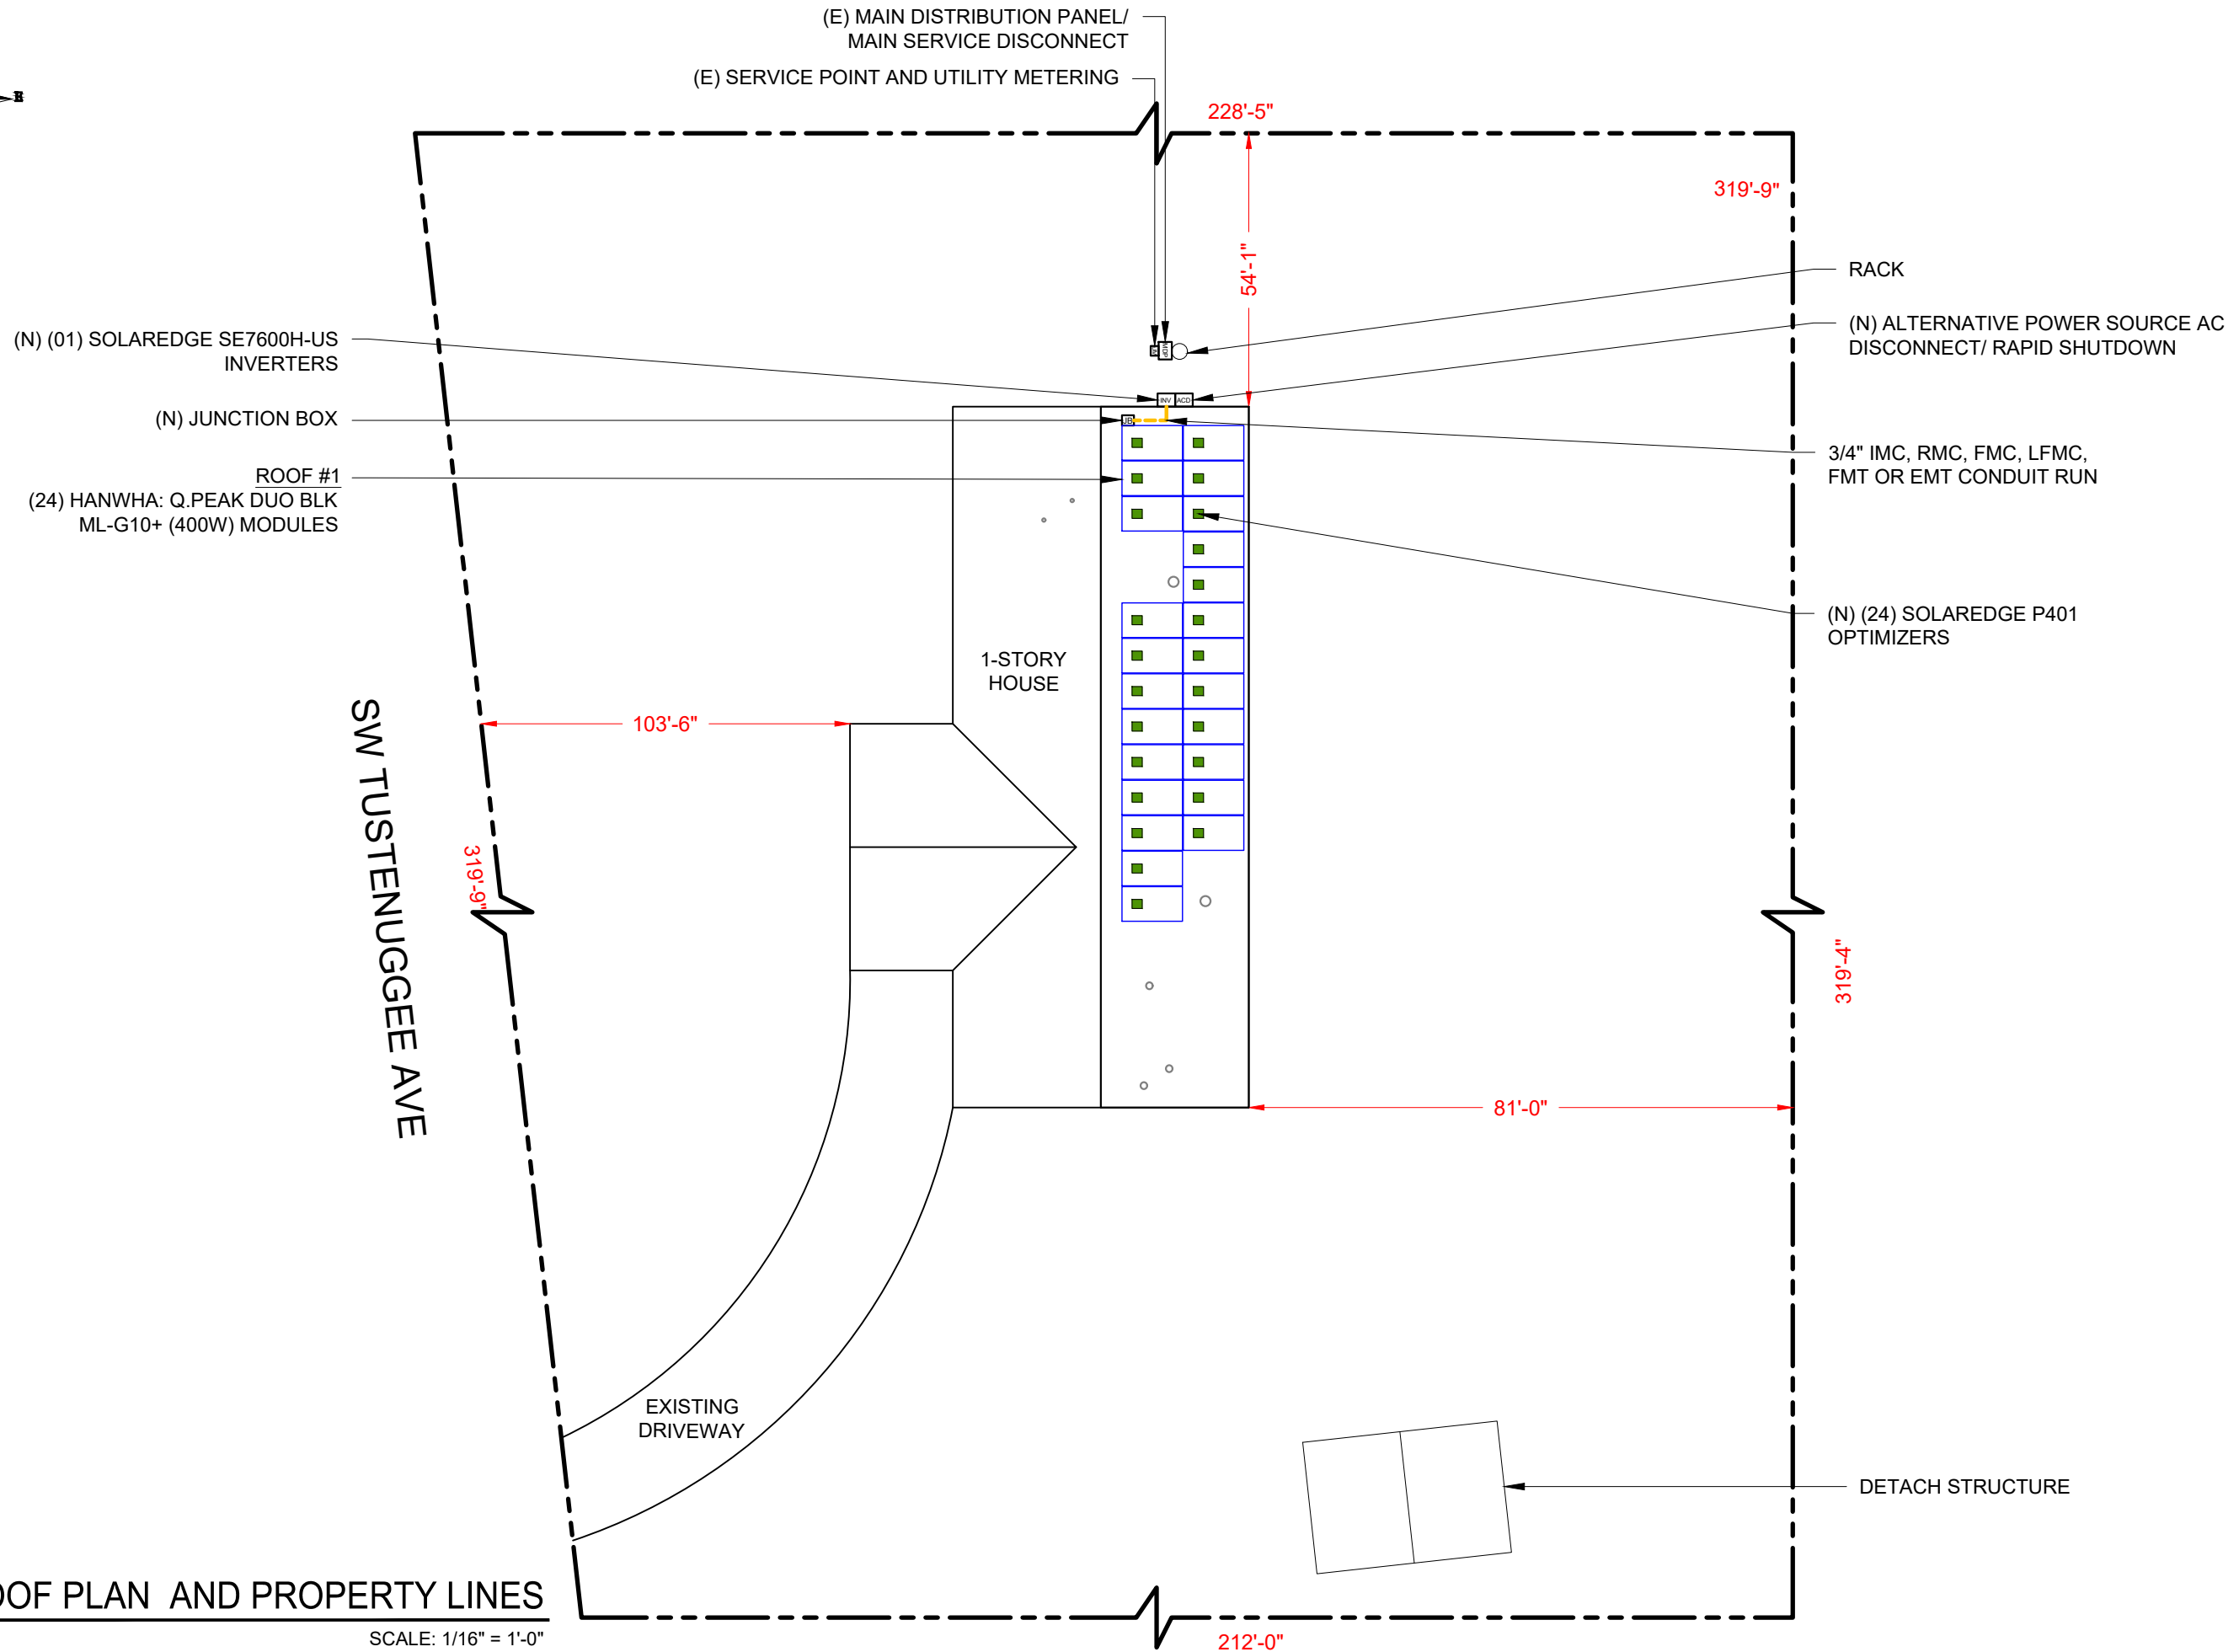 (E) MAIN DISTRIBUTION PANEL/
MAIN SERVICE DISCONNECT
(E) SERVICE POINT AND UTILITY METERING
228'-5"
319'-9"
54'-1"
RACK
(N) ALTERNATIVE POWER SOURCE AC
DISCONNECT/ RAPID SHUTDOWN
(N) (01) SOLAREDGE SE7600H-US
INVERTERS
MDP
INV
ACD
(N) JUNCTION BOX
JB
3/4" IMC, RMC, FMC, LFMC,
FMT OR EMT CONDUIT RUN
ROOF #1
(24) HANWHA: Q.PEAK DUO BLK
ML-G10+ (400W) MODULES
(N) (24) SOLAREDGE P401
OPTIMIZERS
1-STORY
HOUSE
103'-6"
SW TUSTENUGGEE AVE
319'-9"
319'-4"
81'-0"
EXISTING
DRIVEWAY
DETACH STRUCTURE
OOF PLAN AND PROPERTY LINES
SCALE: 1/16" = 1'-0"
212'-0"